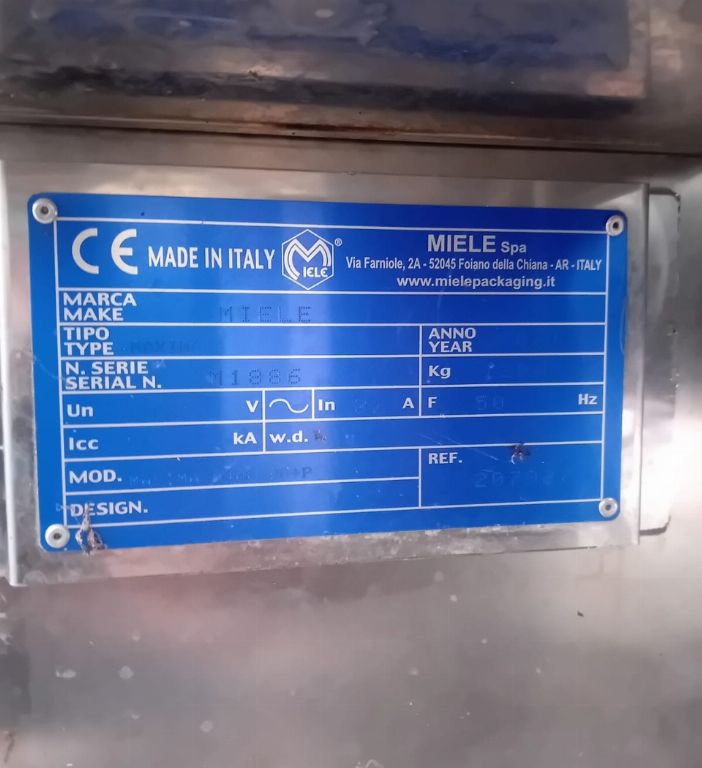 CE MADE IN ITALY M MIELE ® MIELE Spa
Via Farniole, 2A - 52045 Foiano della Chiana - AR - ITALY
www.mielepackaging.it
MARCA
MAKE MIELE
TIPO
TYPE
ANNO
YEAR
N. SERIE
SERIAL N. M1886
Kg
Un V In A F 50 Hz
Icc kA w.d.
MOD.
REF.
DESIGN.